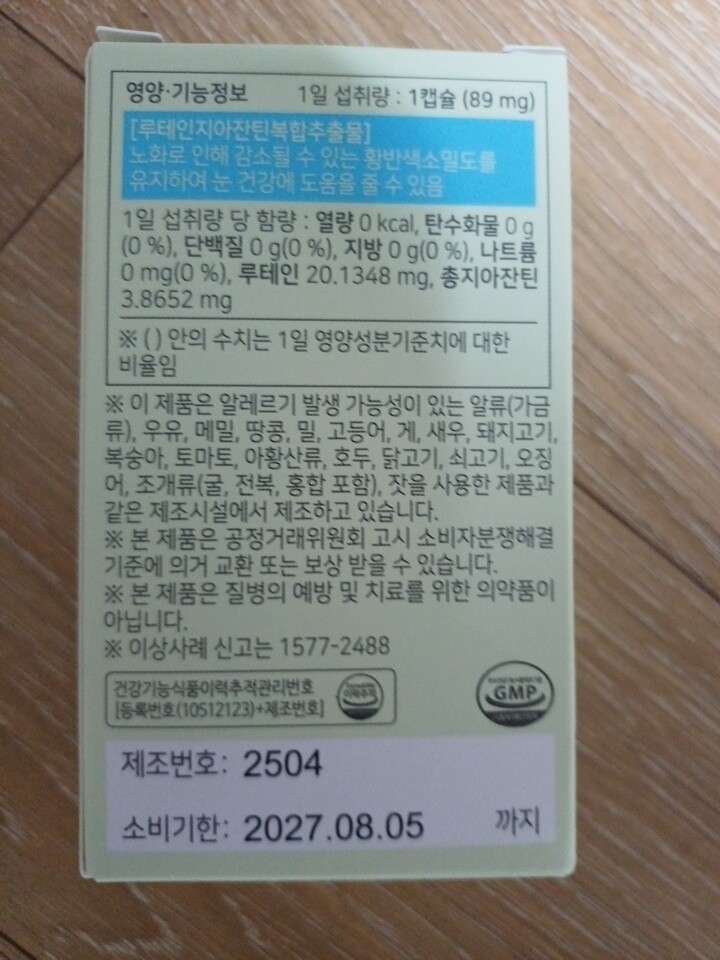 영양·기능정보 1일 섭취량 : 1캡슐 (89 mg)
[루테인지아잔틴복합추출물]
노화로 인해 감소될 수 있는 황반색소밀도를
유지하여 눈 건강에 도움을 줄 수 있음
1일 섭취량 당 함량 : 열량 0 kcal, 탄수화물 0 g
(0 %), 단백질 0 g(0 %), 지방 0 g(0 %), 나트륨
0 mg(0 %), 루테인 20.1348 mg, 총지아잔틴
3.8652 mg
※ ( ) 안의 수치는 1일 영양성분기준치에 대한
비율임
※ 이 제품은 알레르기 발생 가능성이 있는 알류(가금
류), 우유, 메밀, 땅콩, 밀, 고등어, 게, 새우, 돼지고기,
복숭아, 토마토, 아황산류, 호두, 닭고기, 쇠고기, 오징
어, 조개류(굴, 전복, 홍합 포함), 잣을 사용한 제품과
같은 제조시설에서 제조하고 있습니다.
※ 본 제품은 공정거래위원회 고시 소비자분쟁해결
기준에 의거 교환 또는 보상 받을 수 있습니다.
※ 본 제품은 질병의 예방 및 치료를 위한 의약품이
아닙니다.
※ 이상사례 신고는 1577-2488
건강기능식품이력추적관리번호
[등록번호(10512123)+제조번호]
이력추적
GMP
제조번호: 2504
소비기한: 2027.08.05 까지